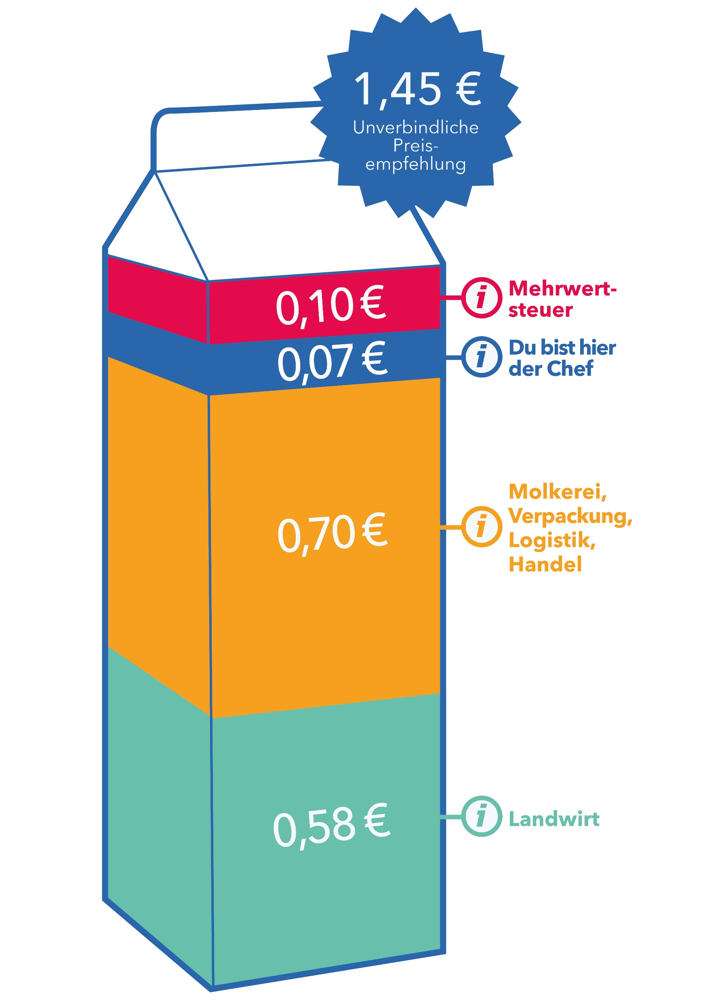 1,45 €
Unverbindliche
Preis-
empfehlung
0,10 €
Mehrwert-
steuer
0,07 €
Du bist hier
der Chef
0,70 €
Molkerei,
Verpackung,
Logistik,
Handel
0,58 €
Landwirt